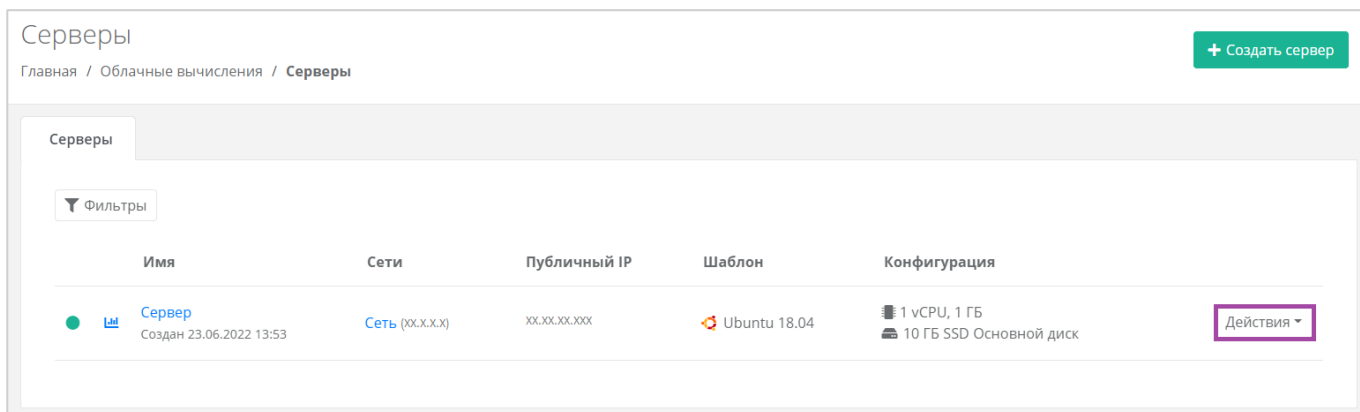 Серверы
+ Создать сервер
Главная / Облачные вычисления / Серверы
Серверы
Фильтры
Имя Сети Публичный IP Шаблон Конфигурация
Сервер
Создан 23.06.2022 13:53
Сеть (XX.X.X.X)
XX.XX.XX.XXX
Ubuntu 18.04
1 vCPU, 1 ГБ
10 ГБ SSD Основной диск
Действия